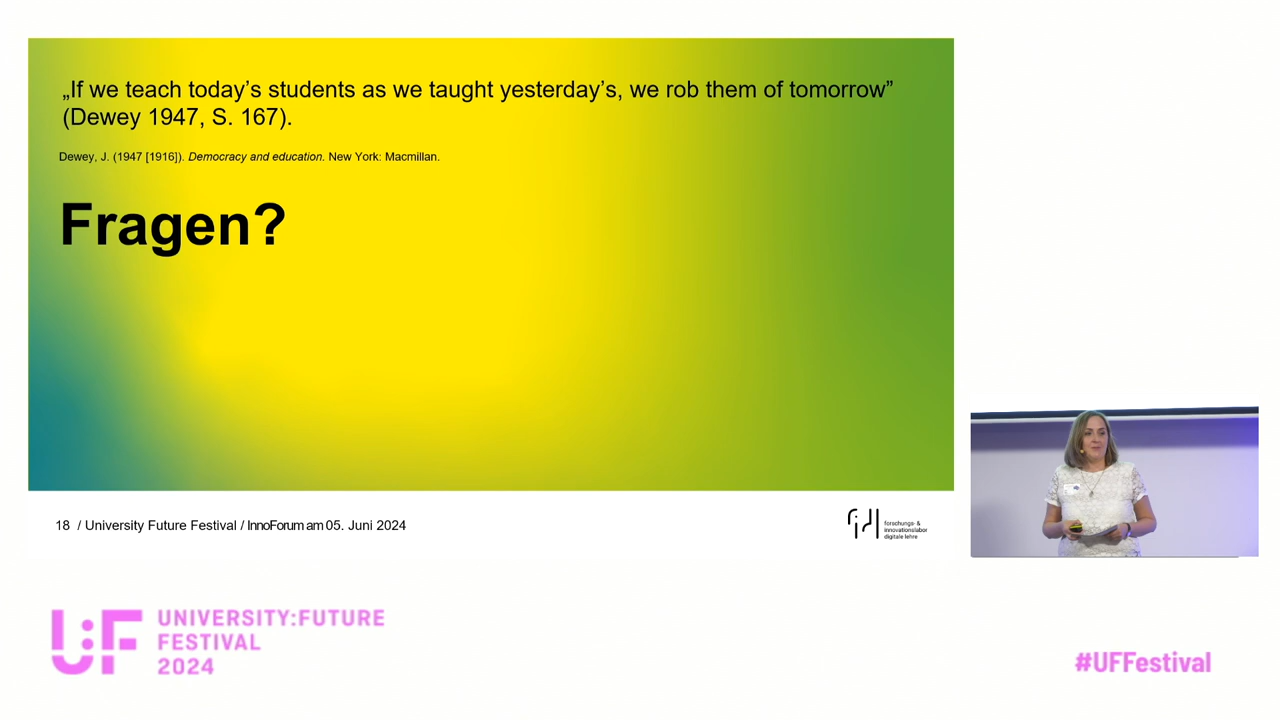 „If we teach today’s students as we taught yesterday’s, we rob them of tomorrow”
(Dewey 1947, S. 167).
Dewey, J. (1947 [1916]). Democracy and education. New York: Macmillan.
Fragen?
18 / University Future Festival / InnoForum am 05. Juni 2024
fidl
forschungs- &
innovationslabor
digitale lehre
U:F
UNIVERSITY:FUTURE
FESTIVAL
2024
#UFFestival